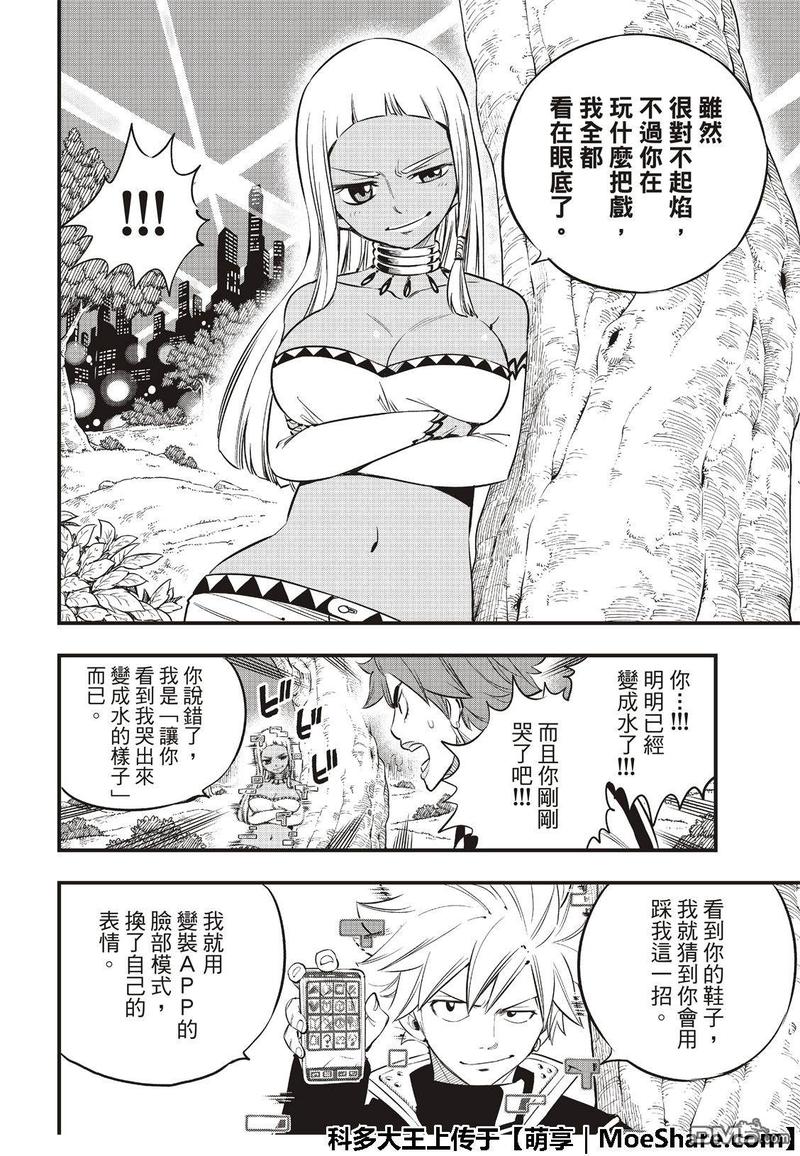 雖然
很對不起焰，
不過你在
玩什麼把戲，
我全都
看在眼底了。
!!!
你…!!!
明明已經
變成水了!!!
而且你剛剛
哭了吧!!!
ビビビ
你說錯了，
我是「讓你
看到我哭出來
變成水的樣子」
而已。
看到你的鞋子，
我就猜到你會用
踩我這一招。
我就用
變裝APP的
臉部模式，
換了自己的
表情。
科多大王上传于【萌享｜MoeShare.com】